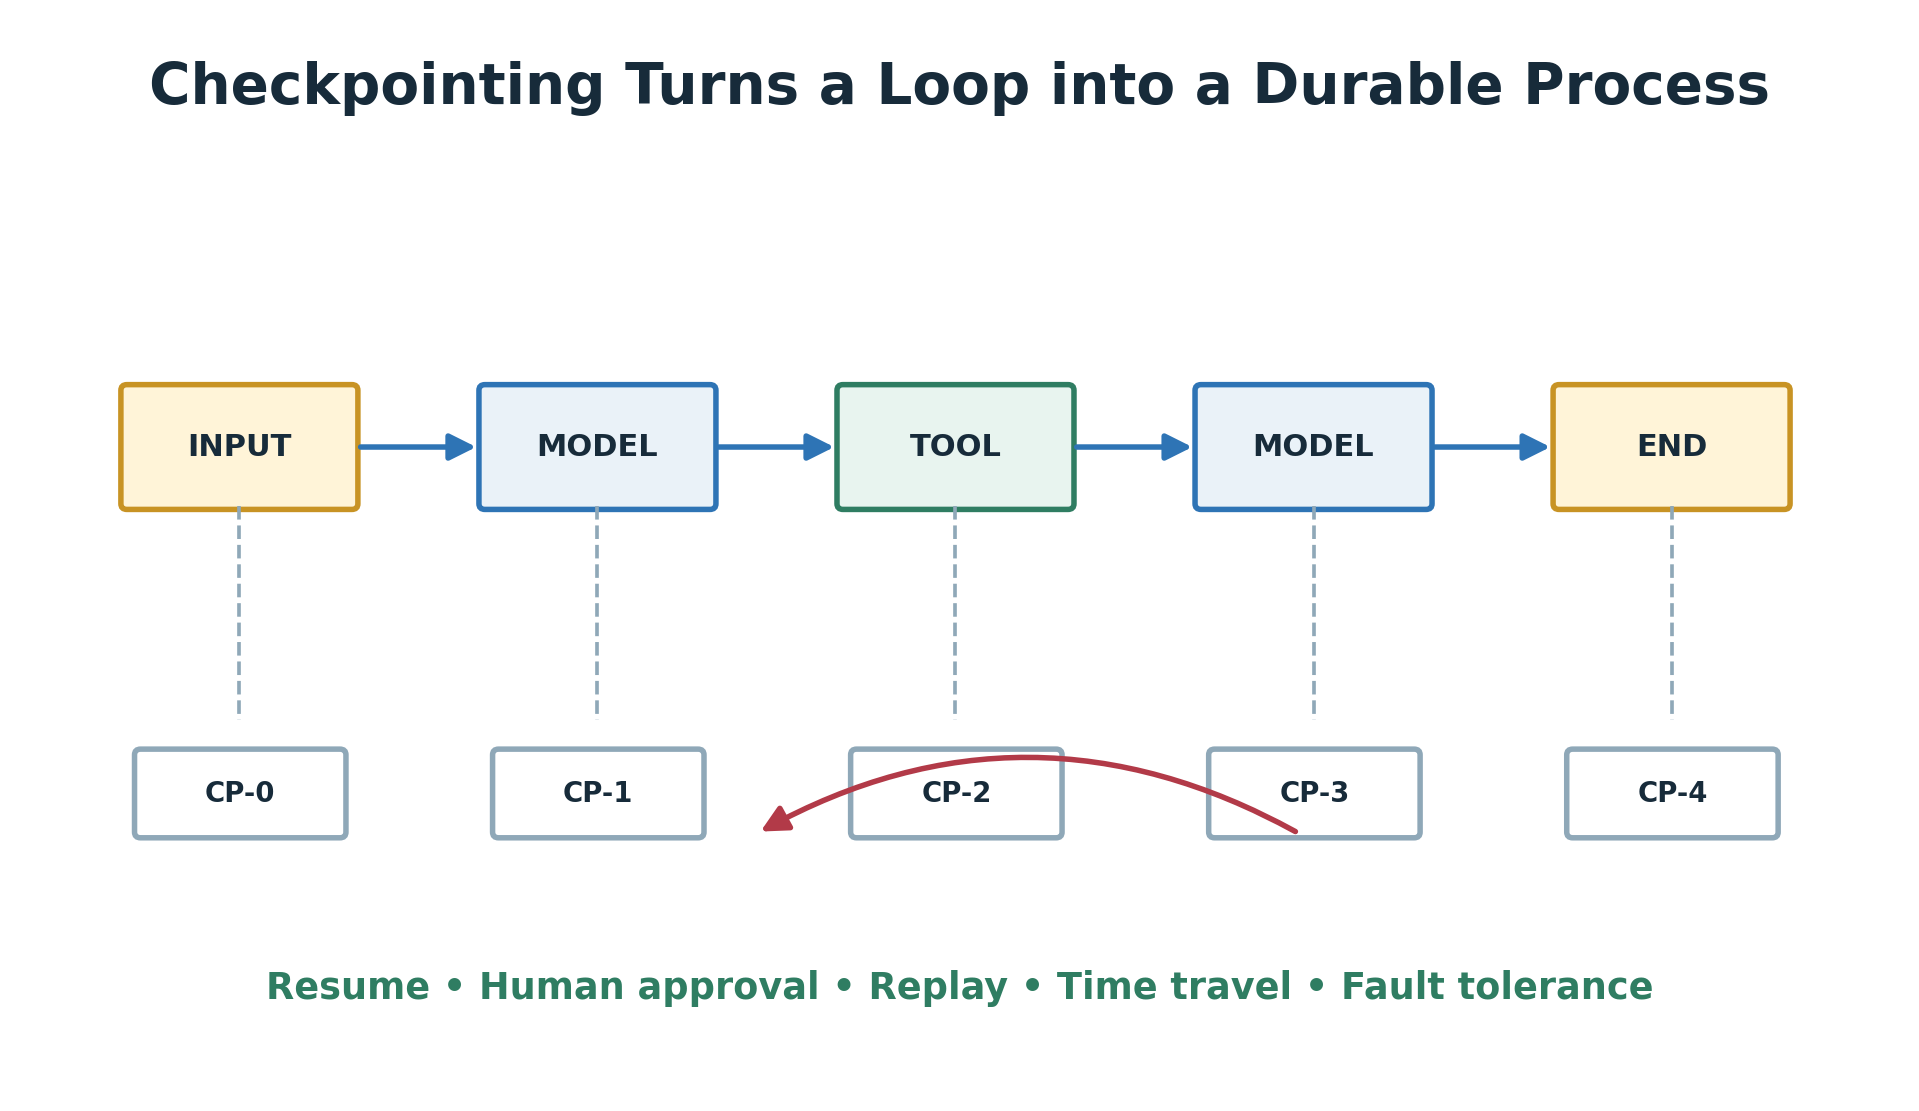 Checkpointing Turns a Loop into a Durable Process
INPUT
MODEL
TOOL
MODEL
END
CP-0
CP-1
CP-2
CP-3
CP-4
Resume • Human approval • Replay • Time travel • Fault tolerance